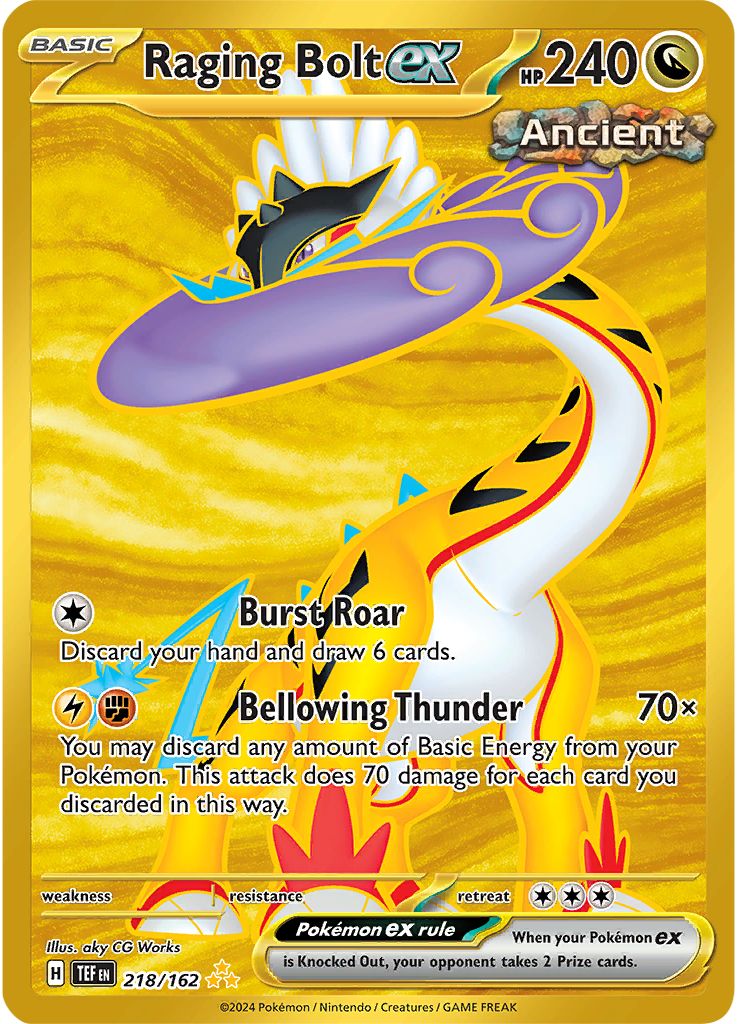 BASIC
Raging Bolt ex
HP 240
Ancient
Burst Roar
Discard your hand and draw 6 cards.
Bellowing Thunder 70×
You may discard any amount of Basic Energy from your
Pokémon. This attack does 70 damage for each card you
discarded in this way.
weakness resistance retreat
Illus. aky CG Works
Pokémon ex rule
When your Pokémon ex
is Knocked Out, your opponent takes 2 Prize cards.
H TEF EN 218/162
©2024 Pokémon / Nintendo / Creatures / GAME FREAK